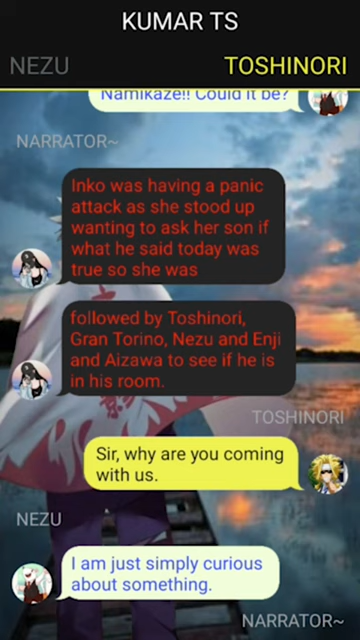 KUMAR TS
NEZU
TOSHINORI
Namikaze!! Could it be?
NARRATOR~
Inko was having a panic
attack as she stood up
wanting to ask her son if
what he said today was
true so she was
followed by Toshinori,
Gran Torino, Nezu and Enji
and Aizawa to see if he is
in his room.
TOSHINORI
Sir, why are you coming
with us.
NEZU
I am just simply curious
about something.
NARRATOR~